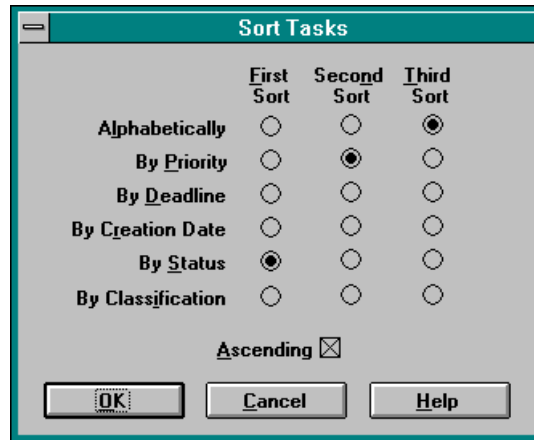 Sort Tasks
First Second Third
Sort Sort Sort
Alphabetically
By Priority
By Deadline
By Creation Date
By Status
By Classification
Ascending
OK Cancel Help